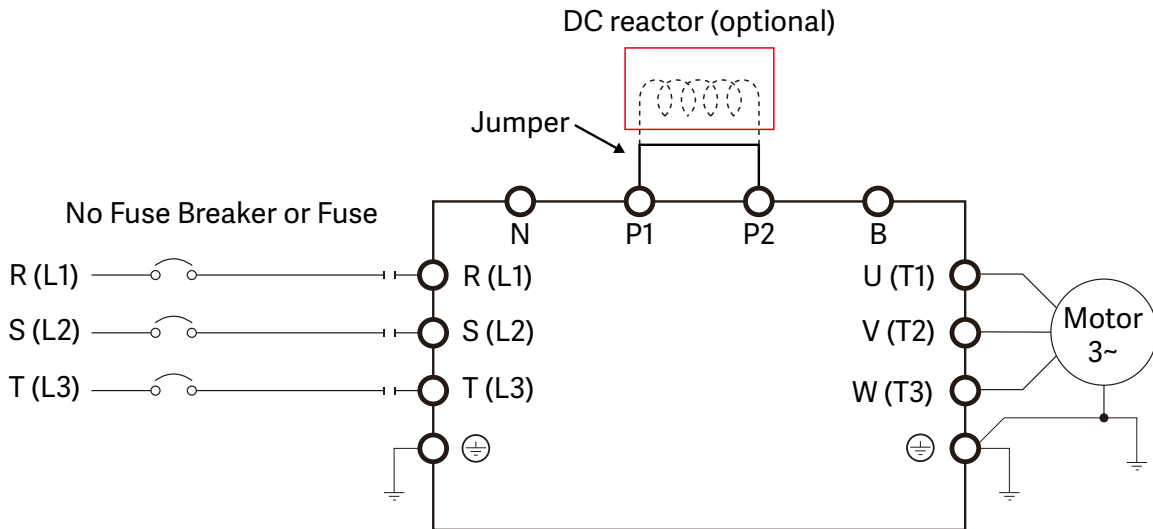 DC reactor (optional)
Jumper
No Fuse Breaker or Fuse
N P1 P2 B
R (L1) R (L1) U (T1)
S (L2) S (L2) V (T2)
T (L3) T (L3) W (T3)
Motor
3~